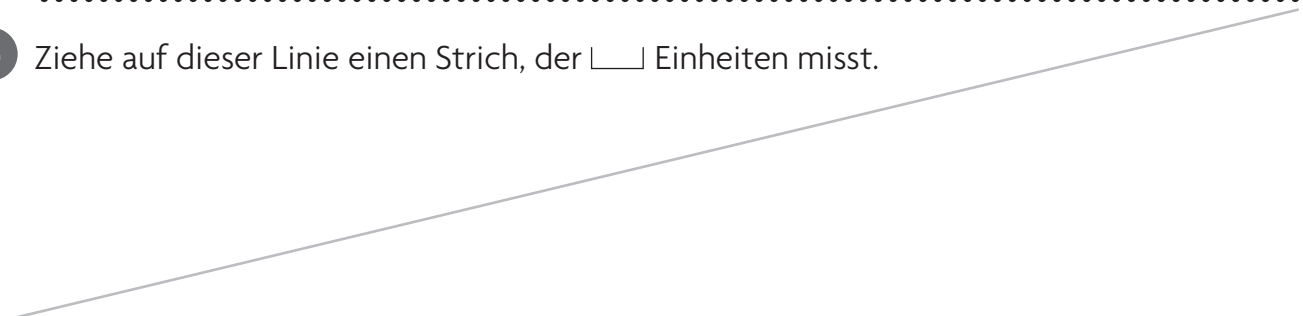 Ziehe auf dieser Linie einen Strich, der ⎵ Einheiten misst.